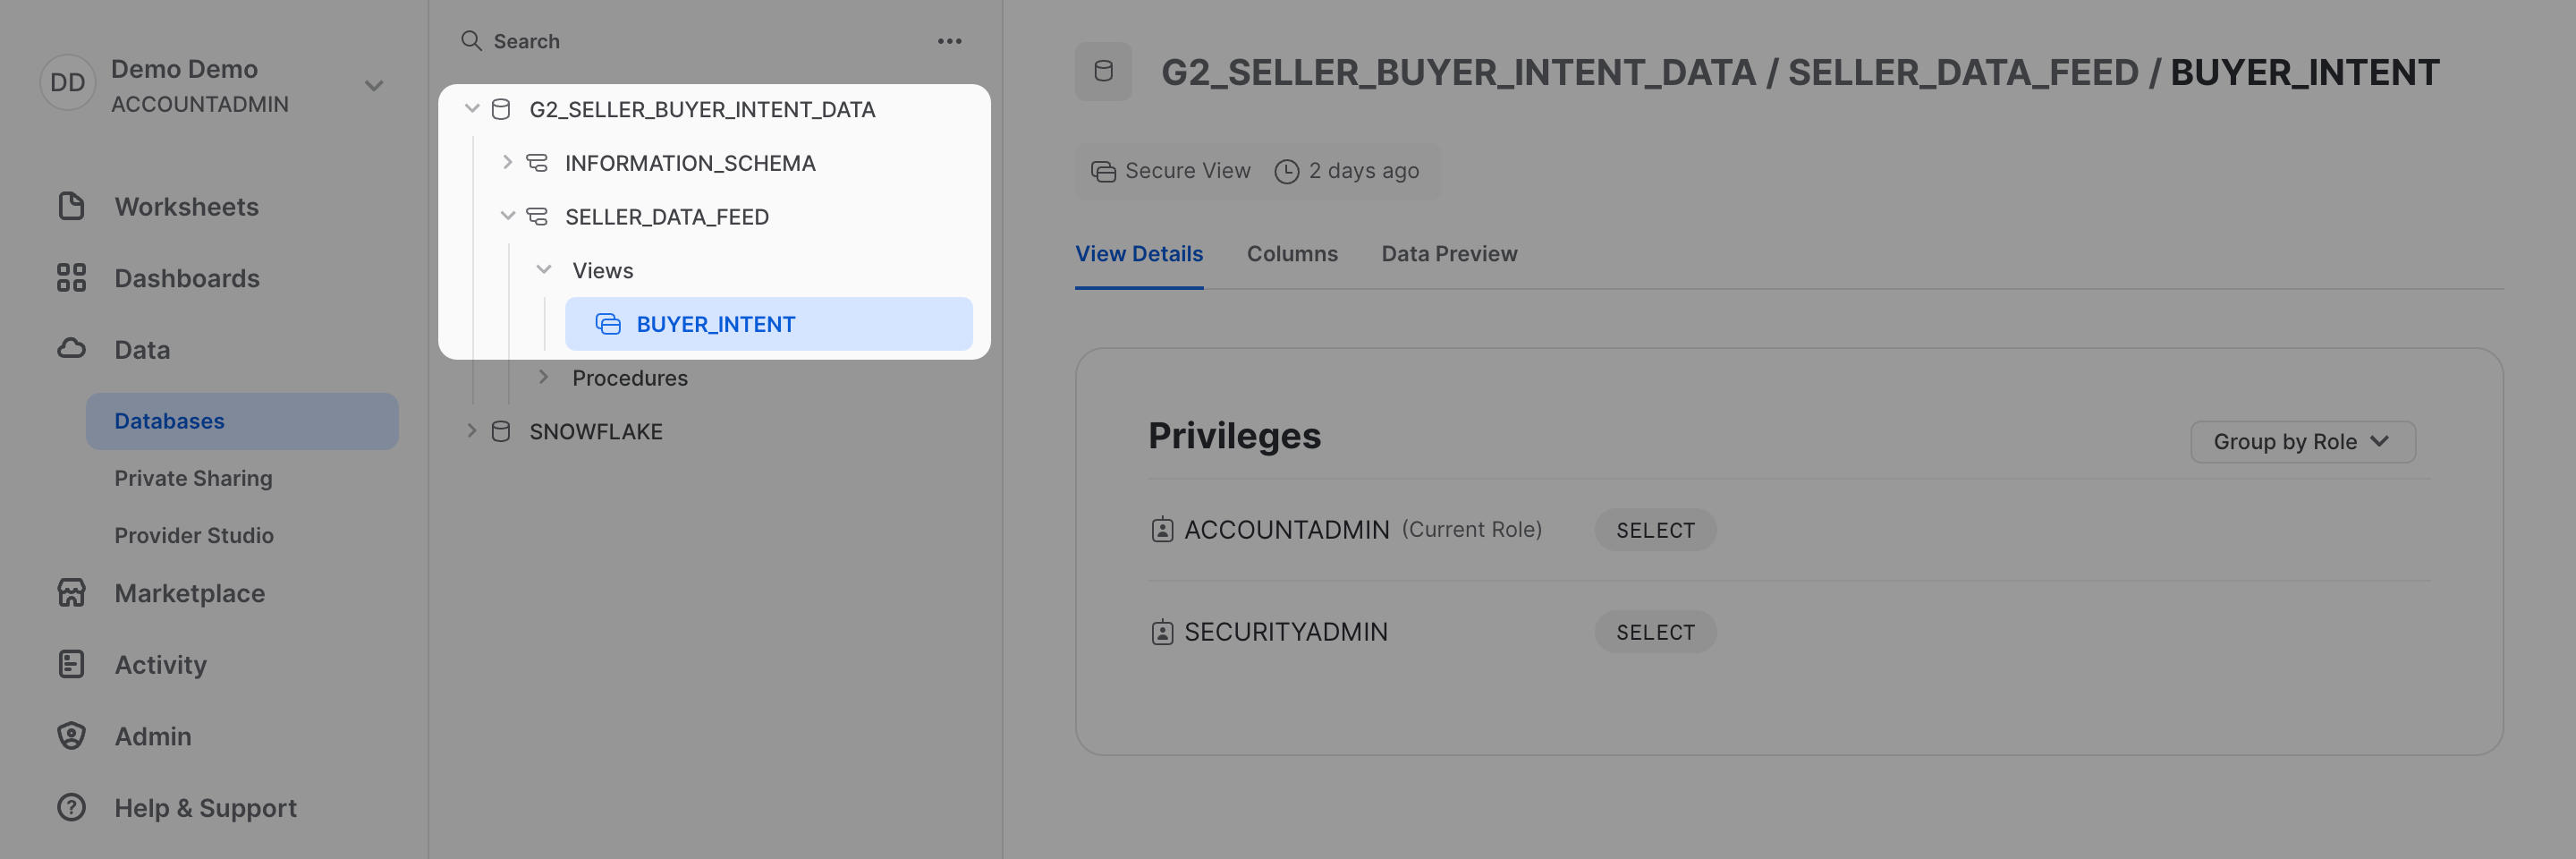 DD
Demo Demo
ACCOUNTADMIN
Worksheets
Dashboards
Data
Databases
Private Sharing
Provider Studio
Marketplace
Activity
Admin
Help & Support
Search
G2_SELLER_BUYER_INTENT_DATA
INFORMATION_SCHEMA
SELLER_DATA_FEED
Views
BUYER_INTENT
Procedures
SNOWFLAKE
G2_SELLER_BUYER_INTENT_DATA / SELLER_DATA_FEED / BUYER_INTENT
Secure View 2 days ago
View Details Columns Data Preview
Privileges
Group by Role
ACCOUNTADMIN (Current Role) SELECT
SECURITYADMIN SELECT